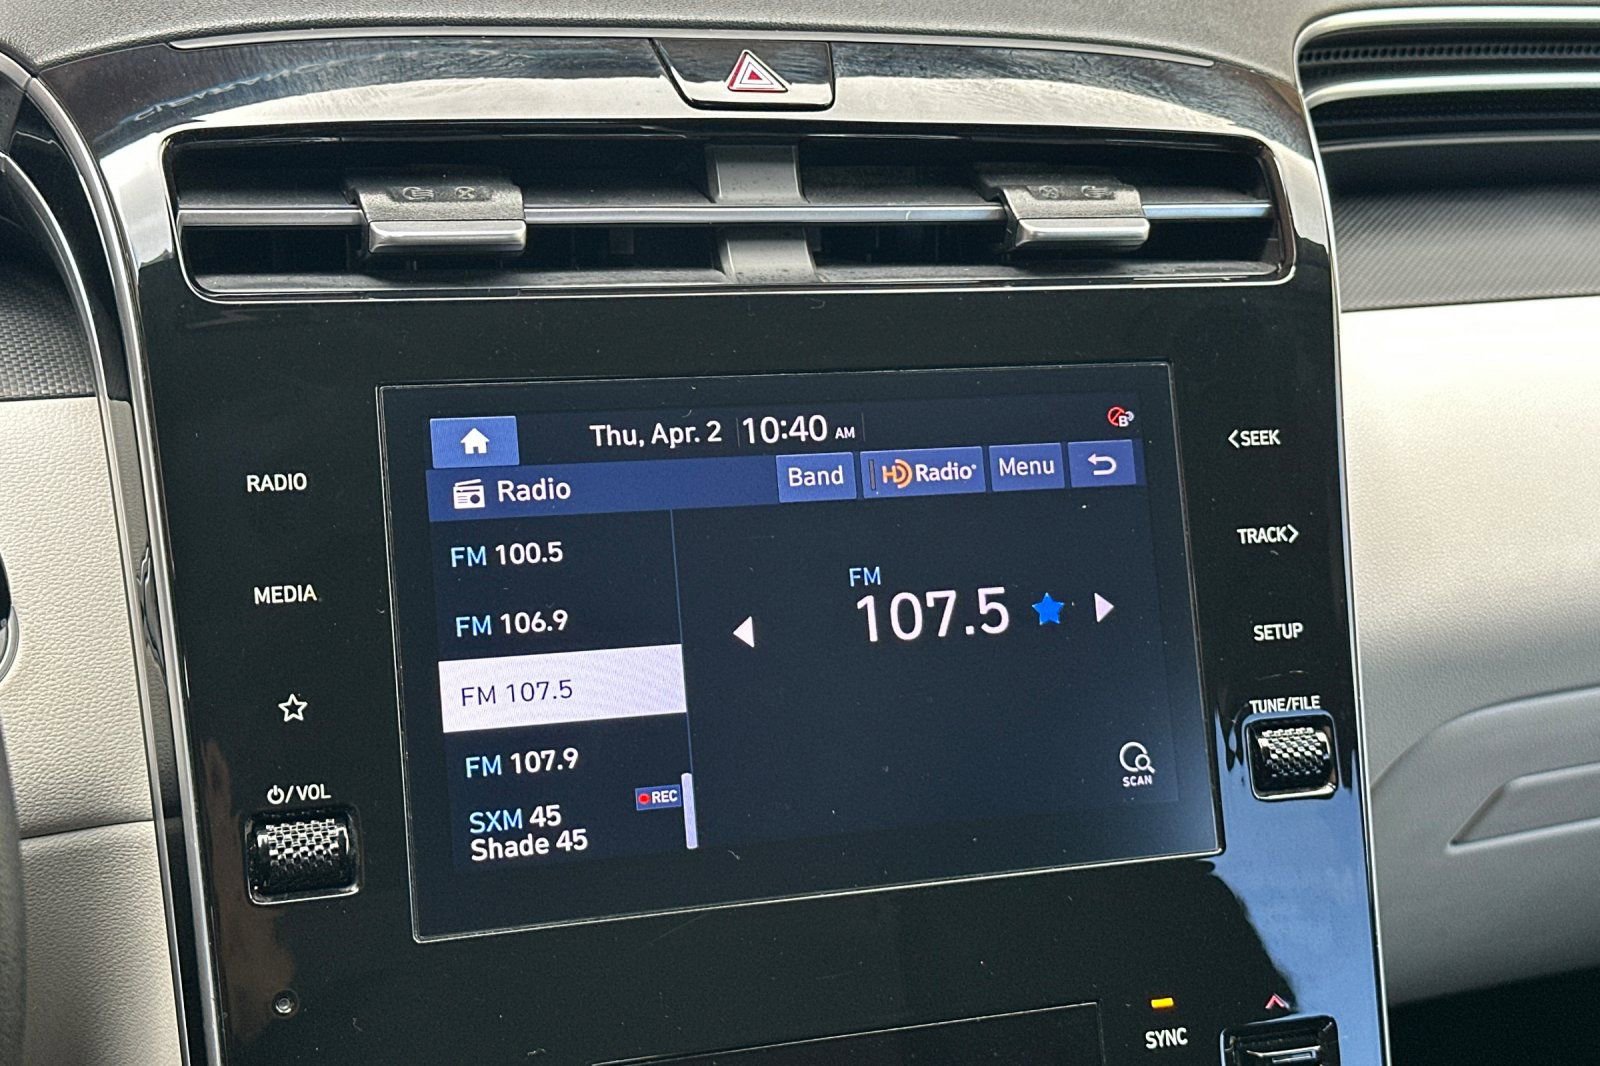 Thu, Apr. 2 10:40 AM
B
Radio
Band
HD Radio
Menu
FM 100.5
FM 106.9
FM 107.5
FM 107.9
SXM 45
REC
Shade 45
FM
107.5
SCAN
RADIO
MEDIA
/VOL
<SEEK
TRACK>
SETUP
TUNE/FILE
SYNC